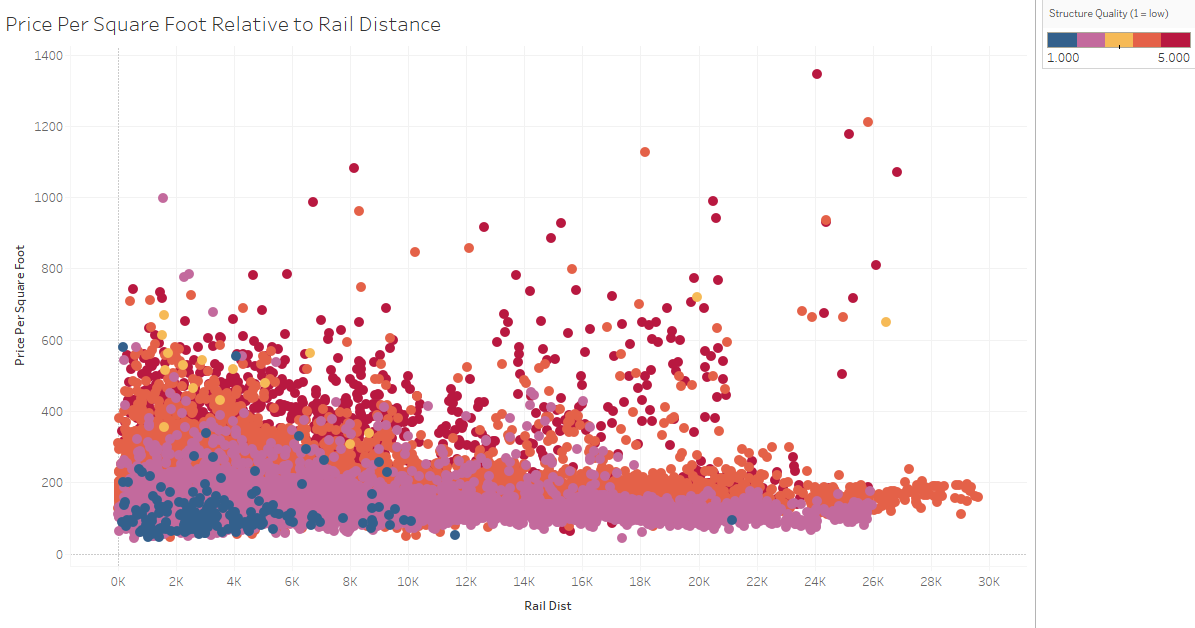 Price Per Square Foot Relative to Rail Distance
Structure Quality (1 = low)
1.000 5.000
1400
1200
1000
800
600
400
200
0
Price Per Square Foot
0K 2K 4K 6K 8K 10K 12K 14K 16K 18K 20K 22K 24K 26K 28K 30K
Rail Dist